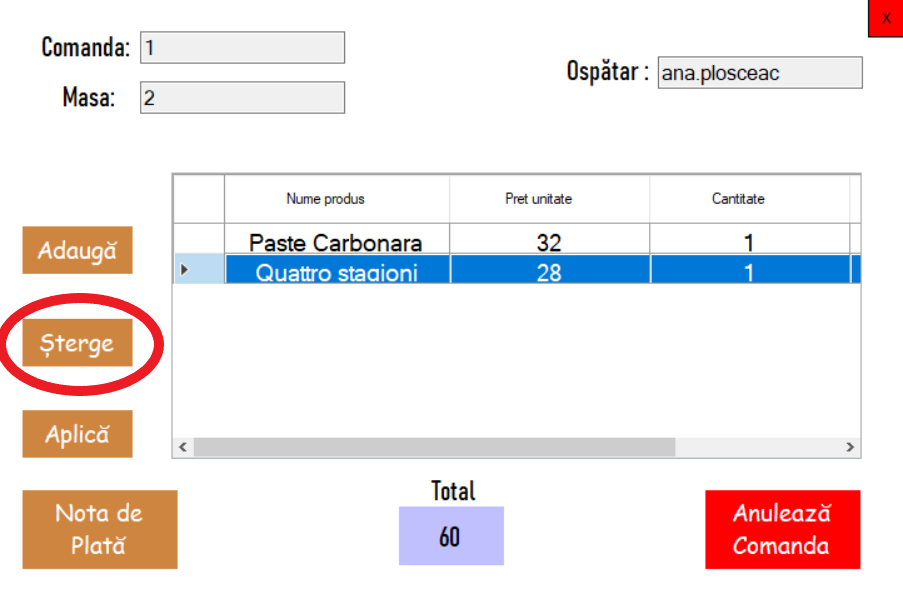 X
Comanda: 1
Ospătar : ana.plosceac
Masa: 2
Nume produs Pret unitate Cantitate
Adaugă
Paste Carbonara 32 1
Quattro stagioni 28 1
Șterge
Aplică
Nota de
Plată
Total
60
Anulează
Comanda